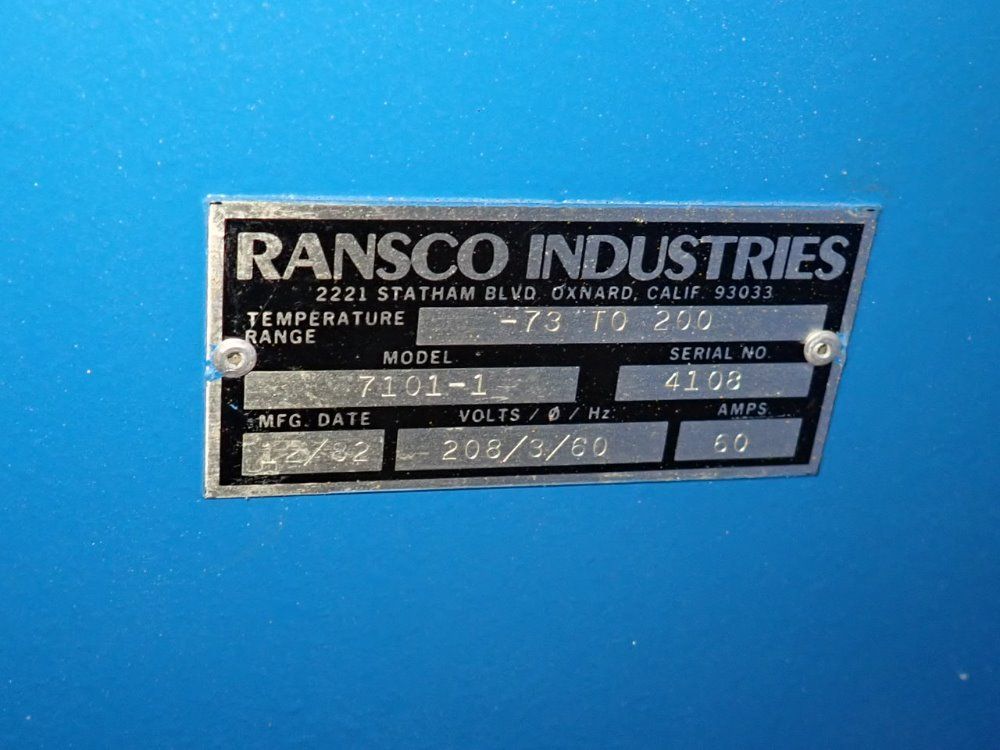 RANSCO INDUSTRIES
2221 STATHAM BLVD. OXNARD, CALIF. 93033
TEMPERATURE RANGE -73 TO 200
MODEL SERIAL NO.
7101-1 4108
MFG. DATE VOLTS / Ø / Hz AMPS
12/82 208/3/60 60